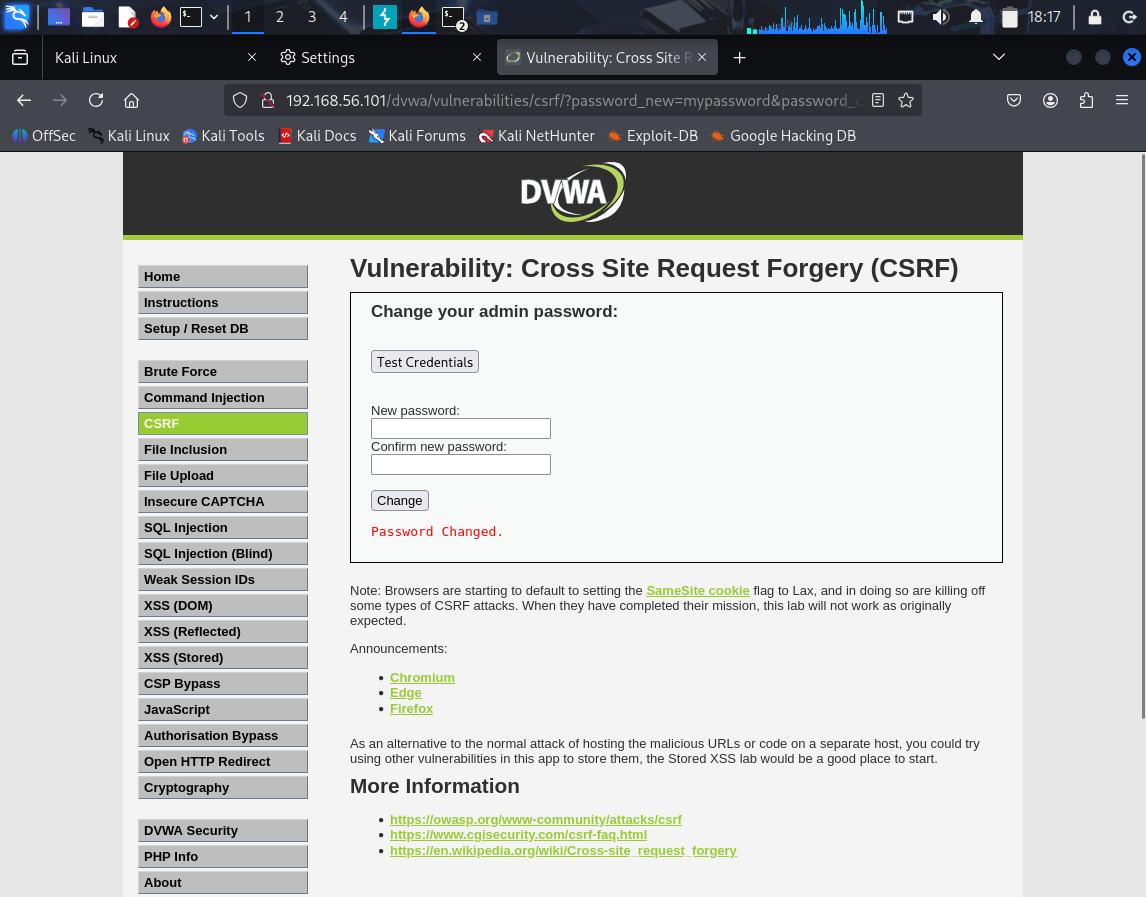 1 2 3 4 2 18:17
Kali Linux Settings Vulnerability: Cross Site R
192.168.56.101/dvwa/vulnerabilities/csrf/?password_new=mypassword&password_c
OffSec Kali Linux Kali Tools Kali Docs Kali Forums Kali NetHunter Exploit-DB Google Hacking DB
DVWA
Home
Instructions
Setup / Reset DB
Brute Force
Command Injection
CSRF
File Inclusion
File Upload
Insecure CAPTCHA
SQL Injection
SQL Injection (Blind)
Weak Session IDs
XSS (DOM)
XSS (Reflected)
XSS (Stored)
CSP Bypass
JavaScript
Authorisation Bypass
Open HTTP Redirect
Cryptography
DVWA Security
PHP Info
About
Vulnerability: Cross Site Request Forgery (CSRF)
Change your admin password:
Test Credentials
New password:
Confirm new password:
Change
Password Changed.
Note: Browsers are starting to default to setting the SameSite cookie flag to Lax, and in doing so are killing off
some types of CSRF attacks. When they have completed their mission, this lab will not work as originally
expected.
Announcements:
Chromium
Edge
Firefox
As an alternative to the normal attack of hosting the malicious URLs or code on a separate host, you could try
using other vulnerabilities in this app to store them, the Stored XSS lab would be a good place to start.
More Information
https://owasp.org/www-community/attacks/csrf
https://www.cgisecurity.com/csrf-faq.html
https://en.wikipedia.org/wiki/Cross-site_request_forgery